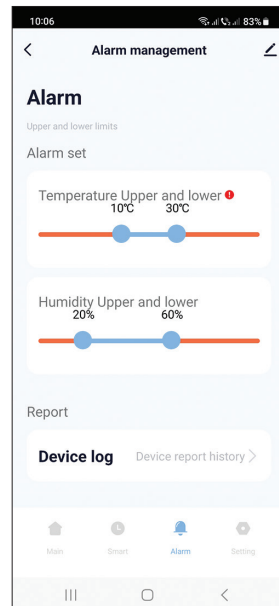 10:06 83%
Alarm management
Alarm
Upper and lower limits
Alarm set
Temperature Upper and lower
10℃ 30℃
Humidity Upper and lower
20% 60%
Report
Device log Device report history
Main Smart Alarm Setting